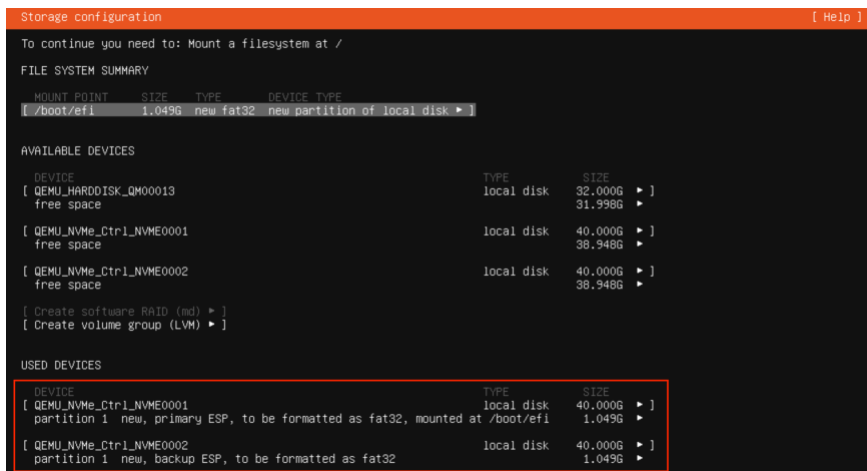 Storage configuration [ Help ]
To continue you need to: Mount a filesystem at /
FILE SYSTEM SUMMARY
MOUNT POINT SIZE TYPE DEVICE TYPE
[ /boot/efi 1.049G new fat32 new partition of local disk ▸ ]
AVAILABLE DEVICES
DEVICE TYPE SIZE
[ QEMU_HARDDISK_QM00013 local disk 32.000G ▸ ]
free space 31.998G ▸
[ QEMU_NVMe_Ctrl_NVME0001 local disk 40.000G ▸ ]
free space 38.948G ▸
[ QEMU_NVMe_Ctrl_NVME0002 local disk 40.000G ▸ ]
free space 38.948G ▸
[ Create software RAID (md) ▸ ]
[ Create volume group (LVM) ▸ ]
USED DEVICES
DEVICE TYPE SIZE
[ QEMU_NVMe_Ctrl_NVME0001 local disk 40.000G ▸ ]
partition 1 new, primary ESP, to be formatted as fat32, mounted at /boot/efi 1.049G ▸
[ QEMU_NVMe_Ctrl_NVME0002 local disk 40.000G ▸ ]
partition 1 new, backup ESP, to be formatted as fat32 1.049G ▸